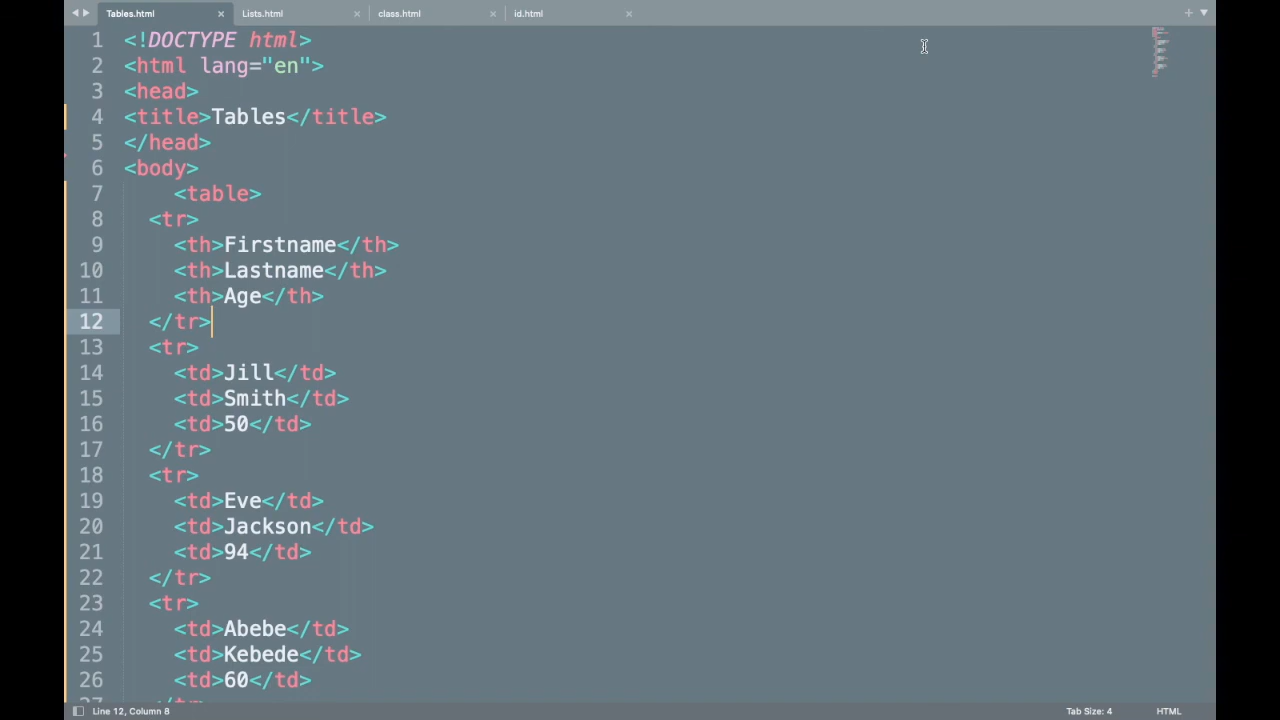 Tables.html Lists.html class.html id.html
1 <!DOCTYPE html>
2 <html lang="en">
3 <head>
4 <title>Tables</title>
5 </head>
6 <body>
7 <table>
8 <tr>
9 <th>Firstname</th>
10 <th>Lastname</th>
11 <th>Age</th>
12 </tr>
13 <tr>
14 <td>Jill</td>
15 <td>Smith</td>
16 <td>50</td>
17 </tr>
18 <tr>
19 <td>Eve</td>
20 <td>Jackson</td>
21 <td>94</td>
22 </tr>
23 <tr>
24 <td>Abebe</td>
25 <td>Kebede</td>
26 <td>60</td>
27 </tr>
Line 12, Column 8 Tab Size: 4 HTML